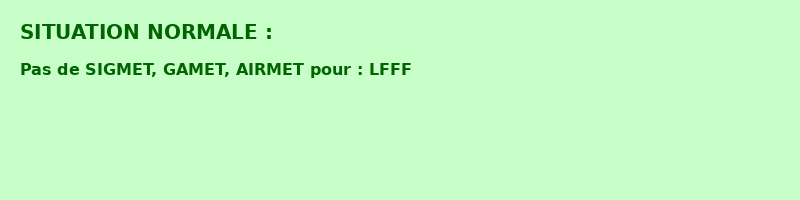 SITUATION NORMALE :
Pas de SIGMET, GAMET, AIRMET pour : LFFF